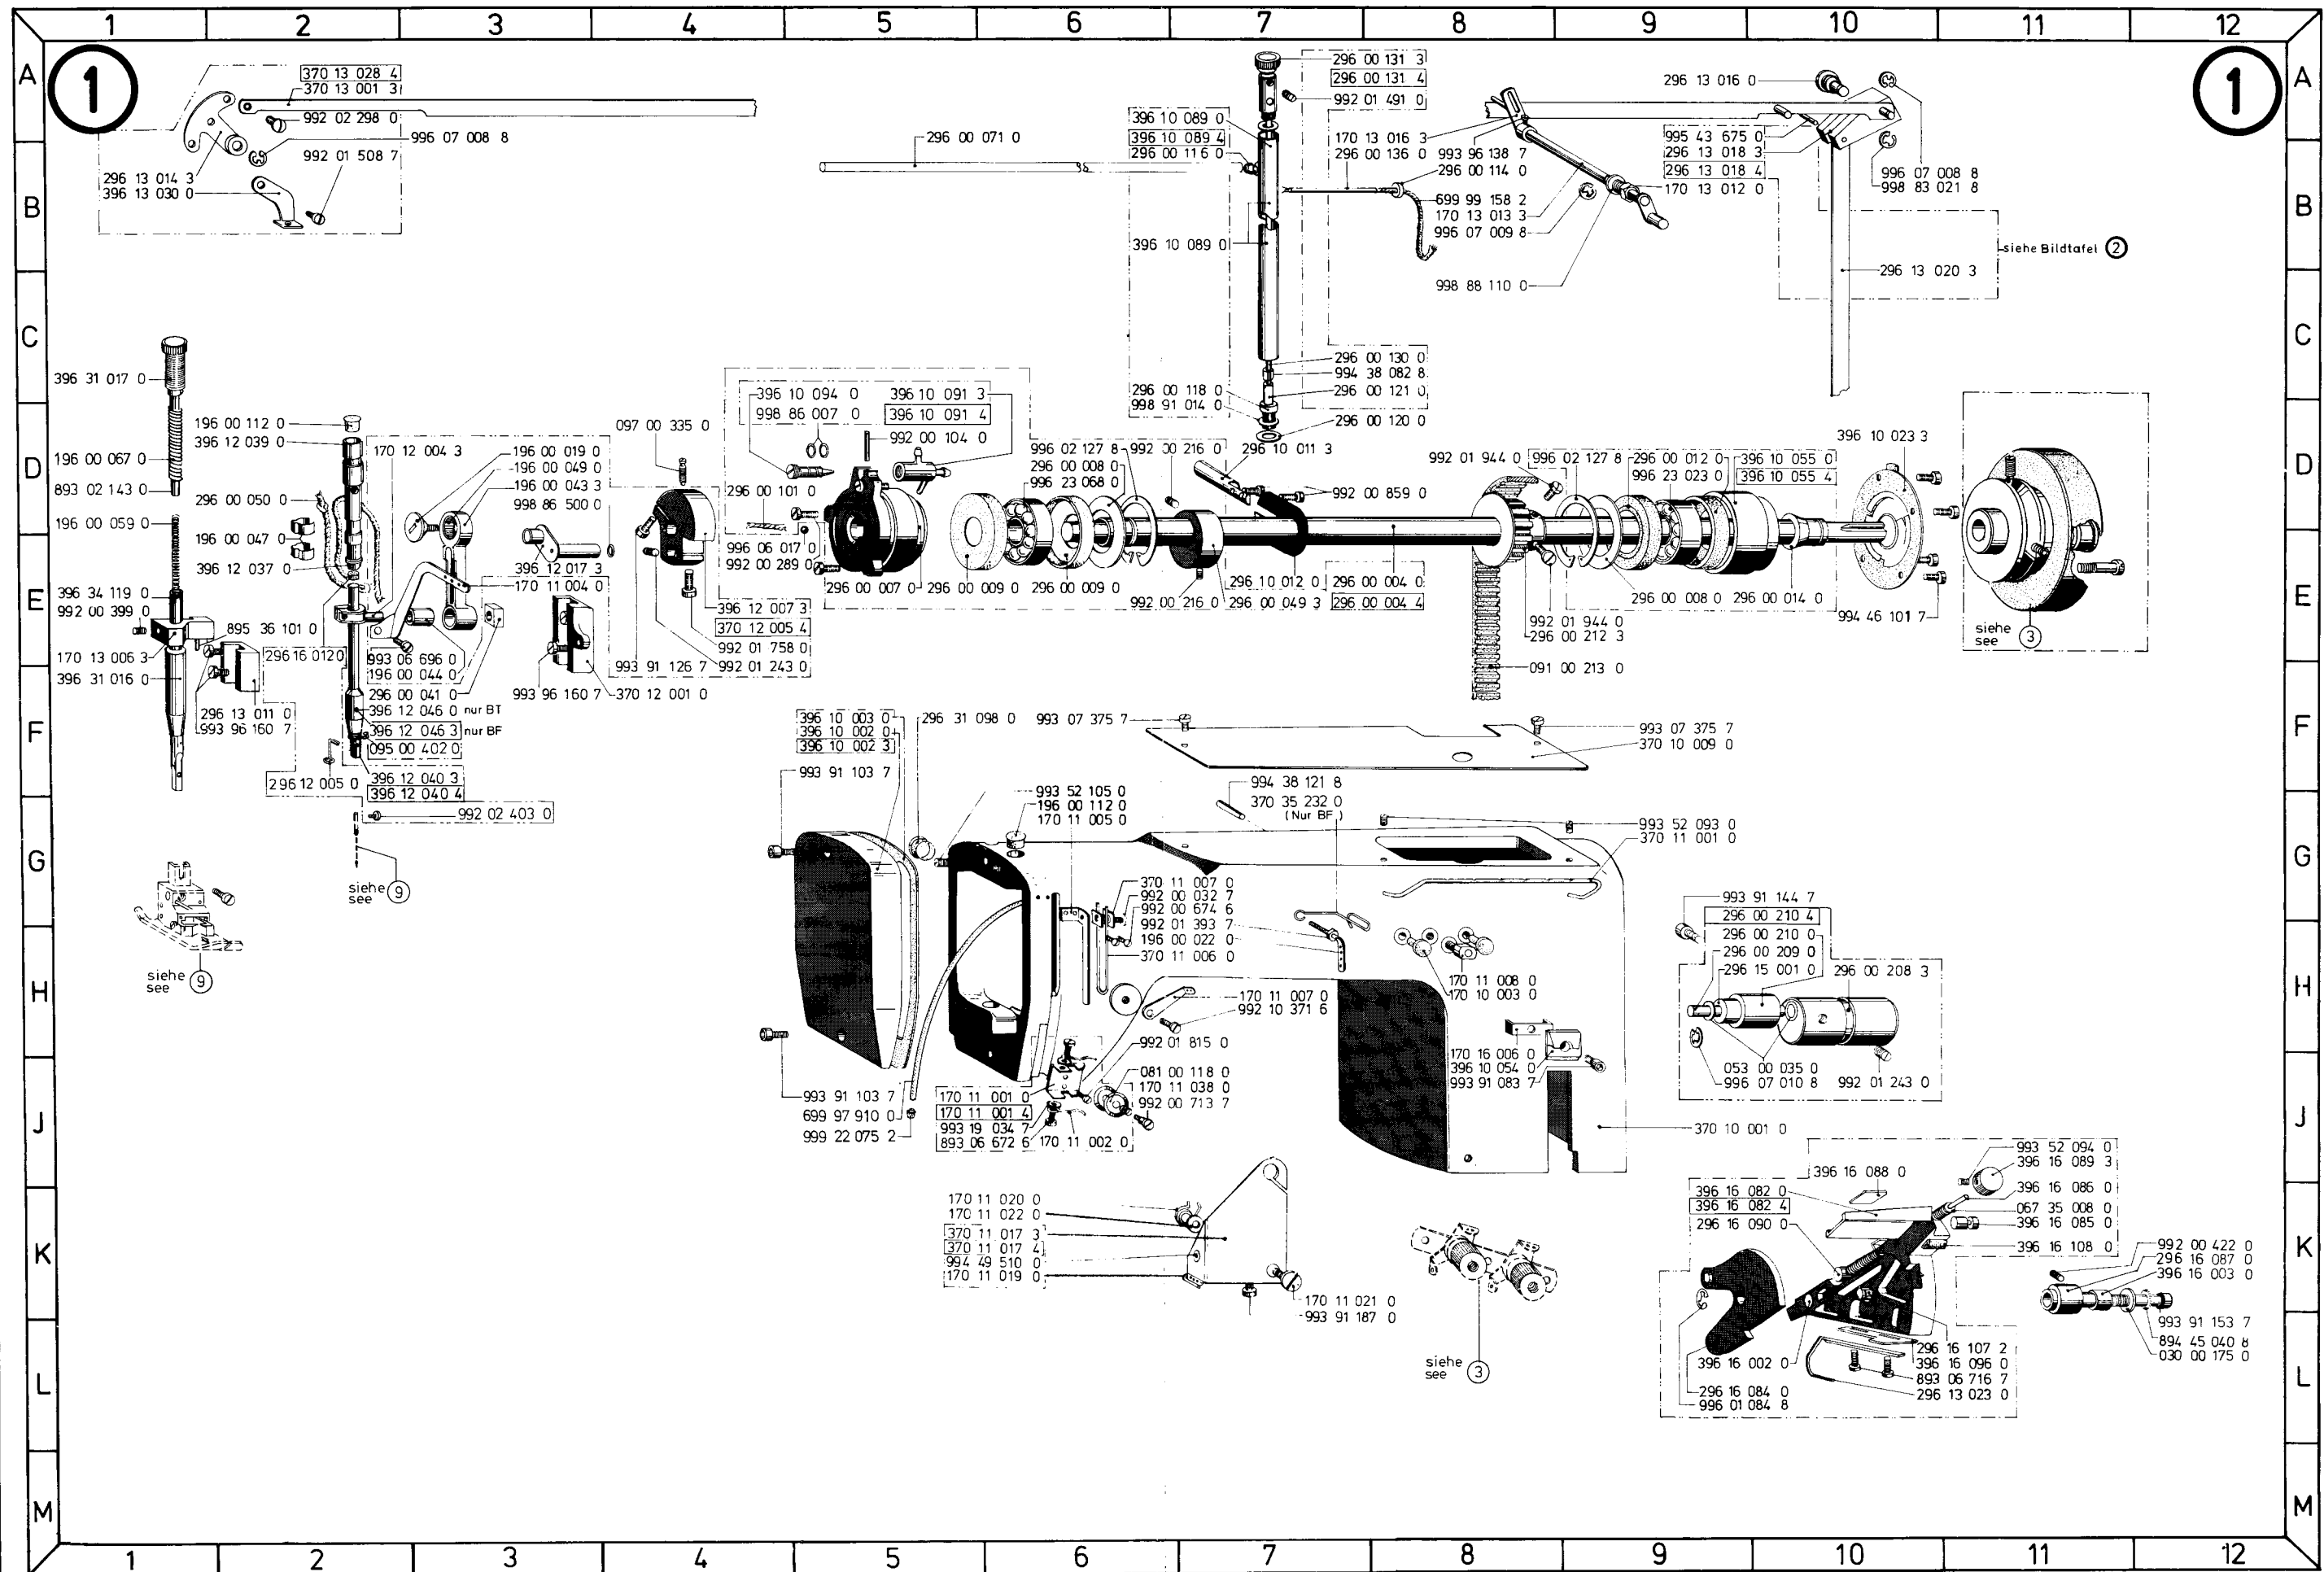 1 2 3 4 5 6 7 8 9 10 11 12
A
B
C
D
E
F
G
H
J
K
L
M
1
1
370 13 028 4
370 13 001 3
992 02 298 0
996 07 008 8
992 01 508 7
296 13 014 3
396 13 030 0
296 00 071 0
296 00 131 3
296 00 131 4
992 01 491 0
396 10 089 0
396 10 089 4
296 00 116 0
396 10 089 0
170 13 016 3
296 00 136 0
993 96 138 7
296 00 114 0
699 99 158 2
170 13 013 3
996 07 009 8
998 88 110 0
296 13 016 0
995 43 675 0
296 13 018 3
296 13 018 4
170 13 012 0
996 07 008 8
998 83 021 8
siehe Bildtafel 2
296 13 020 3
296 00 130 0
994 38 082 8
296 00 121 0
296 00 118 0
998 91 014 0
296 00 120 0
396 31 017 0
196 00 067 0
893 02 143 0
196 00 059 0
396 34 119 0
992 00 399 0
170 13 006 3
396 31 016 0
196 00 112 0
396 12 039 0
296 00 050 0
196 00 047 0
396 12 037 0
895 36 101 0
296 16 012 0
296 13 011 0
993 96 160 7
170 12 004 3
196 00 019 0
196 00 049 0
196 00 043 3
998 86 500 0
396 12 017 3
170 11 004 0
993 06 696 0
196 00 044 0
296 00 041 0
396 12 046 0 nur BT
396 12 046 3 nur BF
095 00 402 0
396 12 040 3
396 12 040 4
296 12 005 0
992 02 403 0
siehe
see 9
siehe
see 9
993 96 160 7
370 12 001 0
097 00 335 0
396 12 007 3
370 12 005 4
992 01 758 0
992 01 243 0
993 91 126 7
396 10 094 0
998 86 007 0
396 10 091 3
396 10 091 4
992 00 104 0
296 00 101 0
996 06 017 0
992 00 289 0
296 00 007 0
296 00 009 0
296 00 009 0
996 02 127 8
296 00 008 0
996 23 068 0
992 00 216 0
296 10 011 3
992 00 859 0
992 00 216 0
296 10 012 0
296 00 049 3
296 00 004 0
296 00 004 4
992 01 944 0
996 02 127 8
296 00 012 0
996 23 023 0
396 10 055 0
396 10 055 4
396 10 023 3
992 01 944 0
296 00 212 3
091 00 213 0
296 00 008 0
296 00 014 0
994 46 101 7
siehe
see 3
396 10 003 0
396 10 002 0
396 10 002 3
993 91 103 7
296 31 098 0
993 07 375 7
993 07 375 7
370 10 009 0
993 52 105 0
196 00 112 0
170 11 005 0
994 38 121 8
370 35 232 0
(Nur BF)
993 52 093 0
370 11 001 0
370 11 007 0
992 00 032 7
992 00 674 6
992 01 393 7
196 00 022 0
370 11 006 0
170 11 007 0
992 10 371 6
170 11 008 0
170 10 003 0
993 91 144 7
296 00 210 4
296 00 210 0
296 00 209 0
296 15 001 0
296 00 208 3
053 00 035 0
996 07 010 8
992 01 243 0
992 01 815 0
081 00 118 0
170 11 038 0
992 00 713 7
170 16 006 0
396 10 054 0
993 91 083 7
993 91 103 7
699 97 910 0
999 22 075 2
170 11 001 0
170 11 001 4
993 19 034 7
893 06 672 6
170 11 002 0
370 10 001 0
170 11 020 0
170 11 022 0
370 11 017 3
370 11 017 4
994 49 510 0
170 11 019 0
170 11 021 0
993 91 187 0
siehe
see 3
993 52 094 0
396 16 089 3
396 16 088 0
396 16 082 0
396 16 082 4
296 16 090 0
396 16 086 0
067 35 008 0
396 16 085 0
396 16 108 0
992 00 422 0
296 16 087 0
396 16 003 0
993 91 153 7
894 45 040 8
030 00 175 0
396 16 002 0
296 16 107 2
396 16 096 0
893 06 716 7
296 13 023 0
296 16 084 0
996 01 084 8
A
B
C
D
E
F
G
H
J
K
L
M
1 2 3 4 5 6 7 8 9 10 11 12